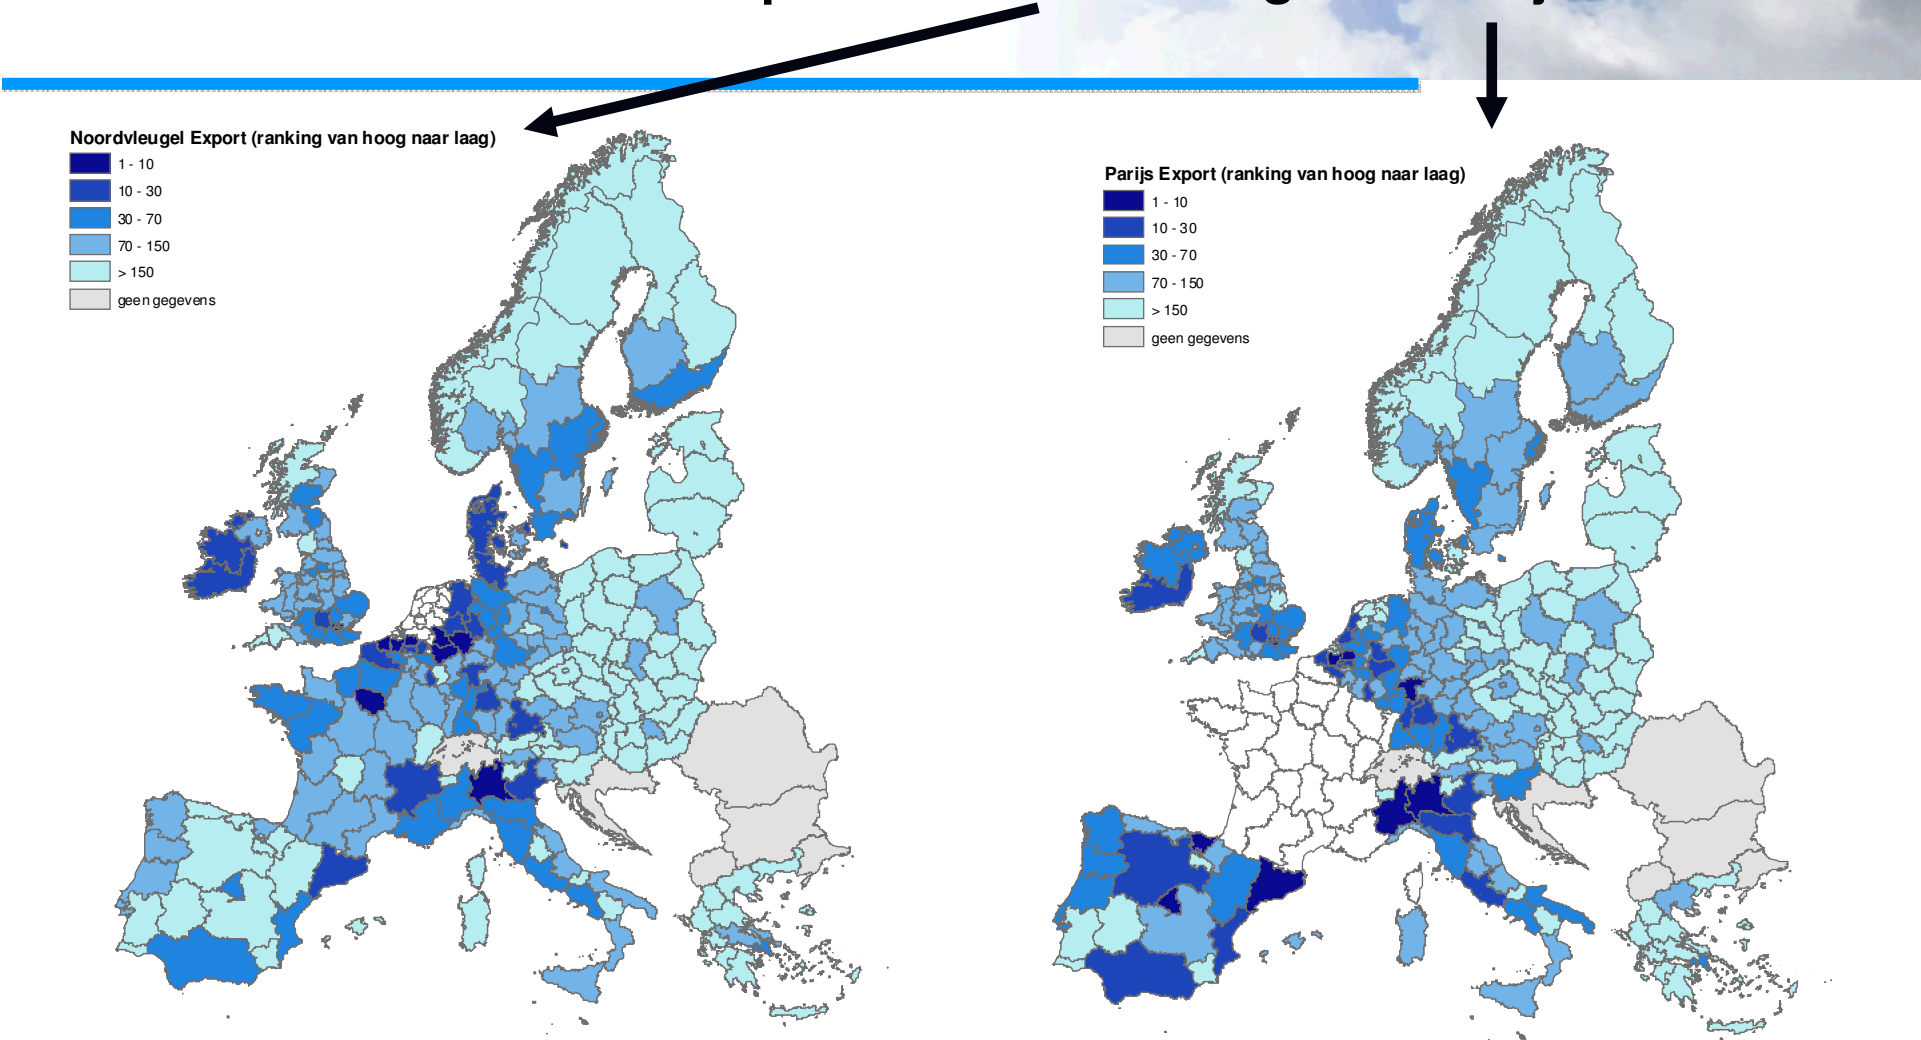 Noordvleugel Export (ranking van hoog naar laag)
1 - 10
10 - 30
30 - 70
70 - 150
> 150
geen gegevens
Parijs Export (ranking van hoog naar laag)
1 - 10
10 - 30
30 - 70
70 - 150
> 150
geen gegevens